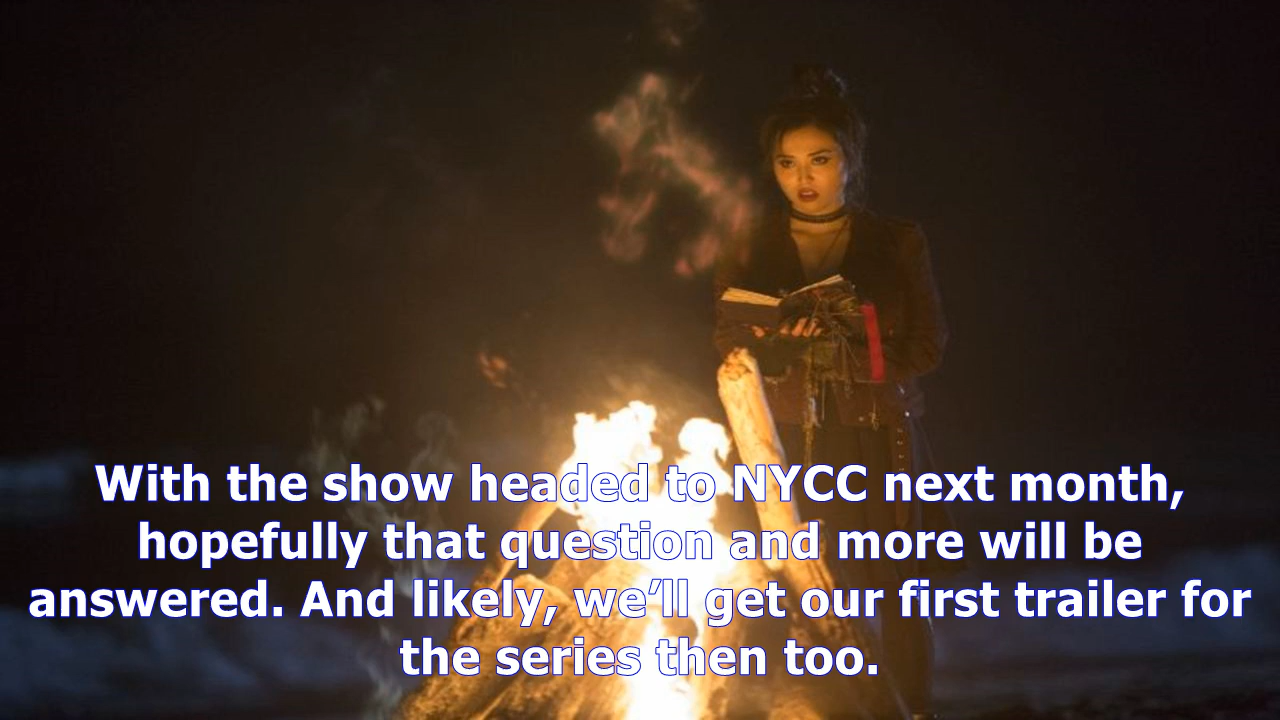 With the show headed to NYCC next month,
hopefully that question and more will be
answered. And likely, we’ll get our first trailer for
the series then too.